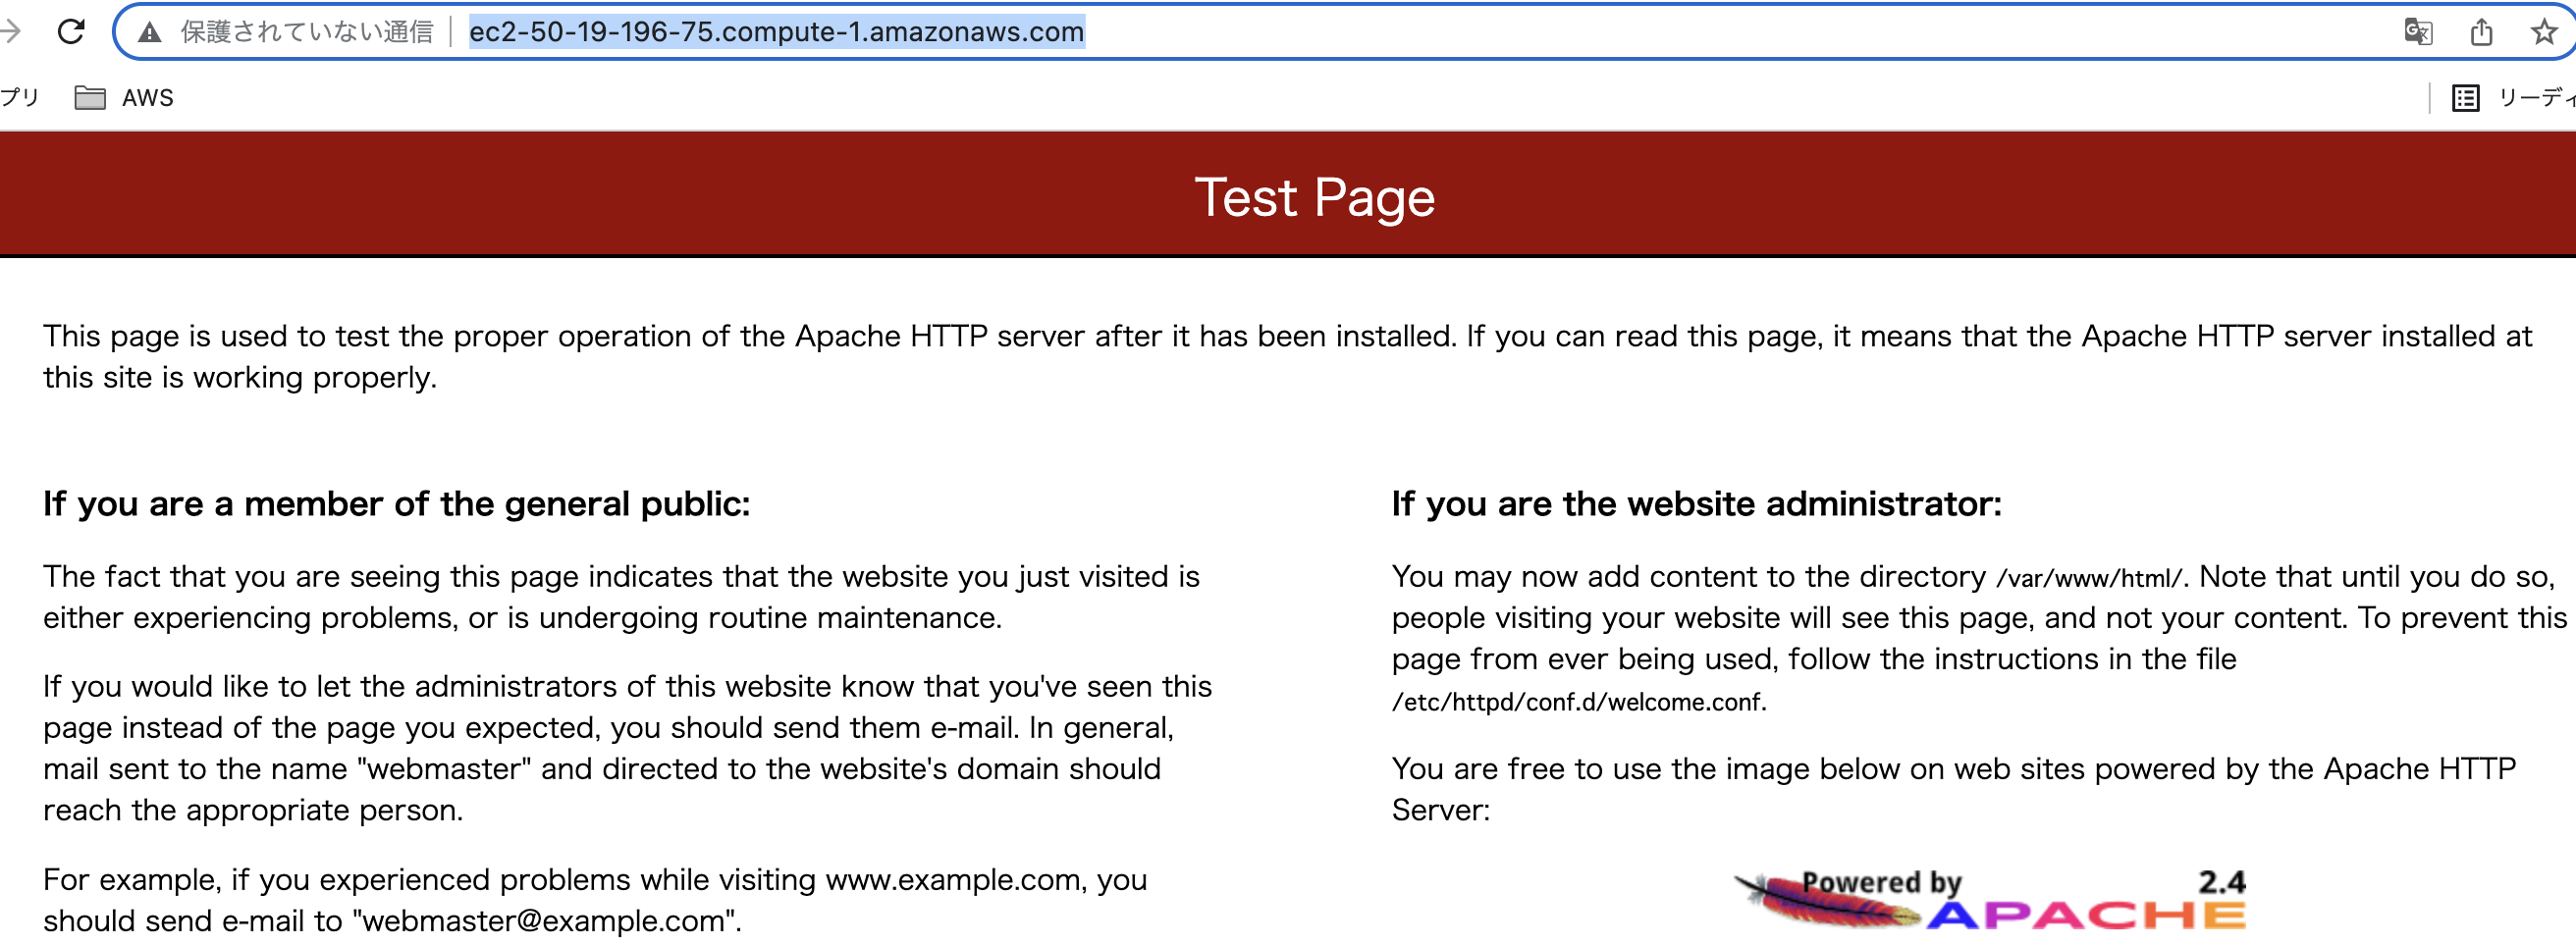 保護されていない通信 ec2-50-19-196-75.compute-1.amazonaws.com
プリ AWS リーディ
Test Page
This page is used to test the proper operation of the Apache HTTP server after it has been installed. If you can read this page, it means that the Apache HTTP server installed at
this site is working properly.
If you are a member of the general public:
The fact that you are seeing this page indicates that the website you just visited is
either experiencing problems, or is undergoing routine maintenance.
If you would like to let the administrators of this website know that you've seen this
page instead of the page you expected, you should send them e-mail. In general,
mail sent to the name "webmaster" and directed to the website's domain should
reach the appropriate person.
For example, if you experienced problems while visiting www.example.com, you
should send e-mail to "webmaster@example.com".
If you are the website administrator:
You may now add content to the directory /var/www/html/. Note that until you do so,
people visiting your website will see this page, and not your content. To prevent this
page from ever being used, follow the instructions in the file
/etc/httpd/conf.d/welcome.conf.
You are free to use the image below on web sites powered by the Apache HTTP
Server:
Powered by 2.4
APACHE